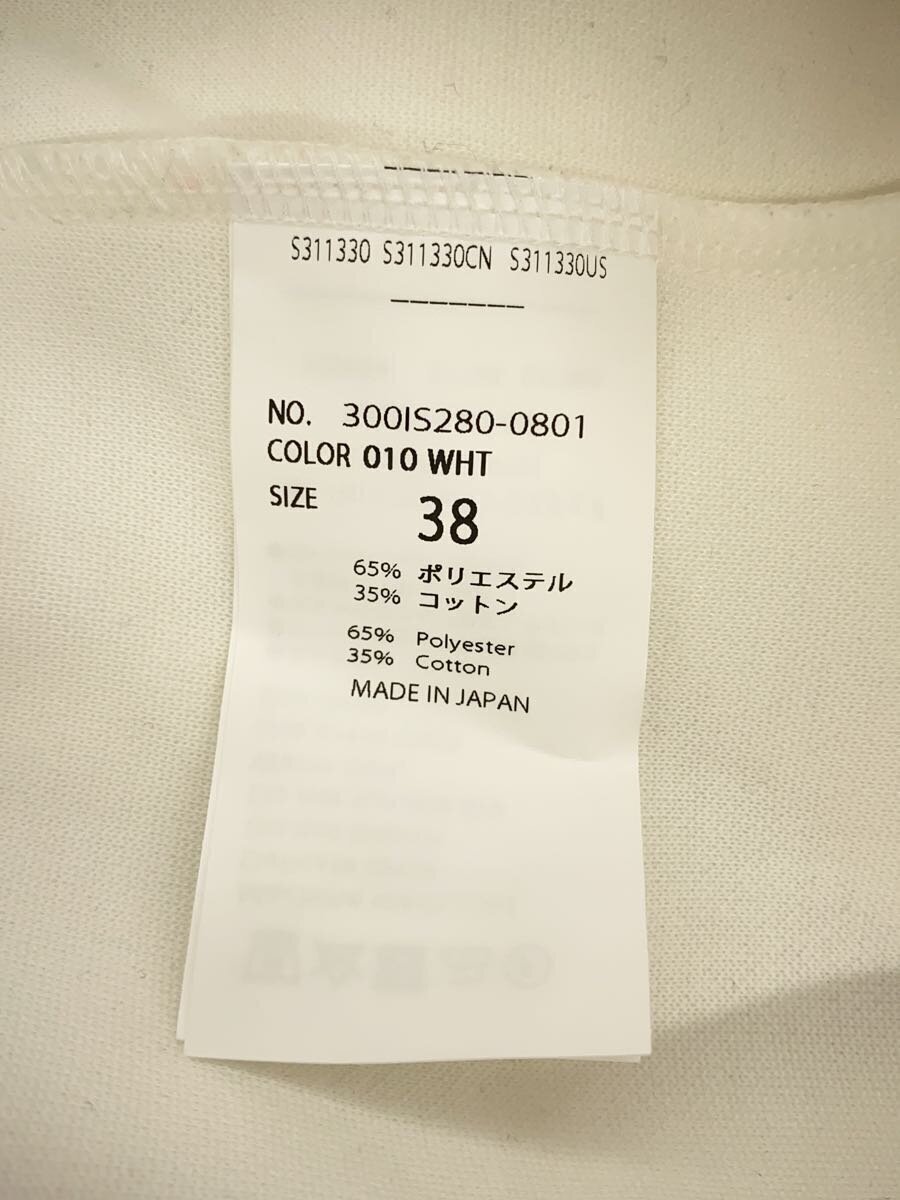 S311330 S311330CN S311330US
NO. 300IS280-0801
COLOR 010 WHT
SIZE 38
65% ポリエステル
35% コットン
65% Polyester
35% Cotton
MADE IN JAPAN